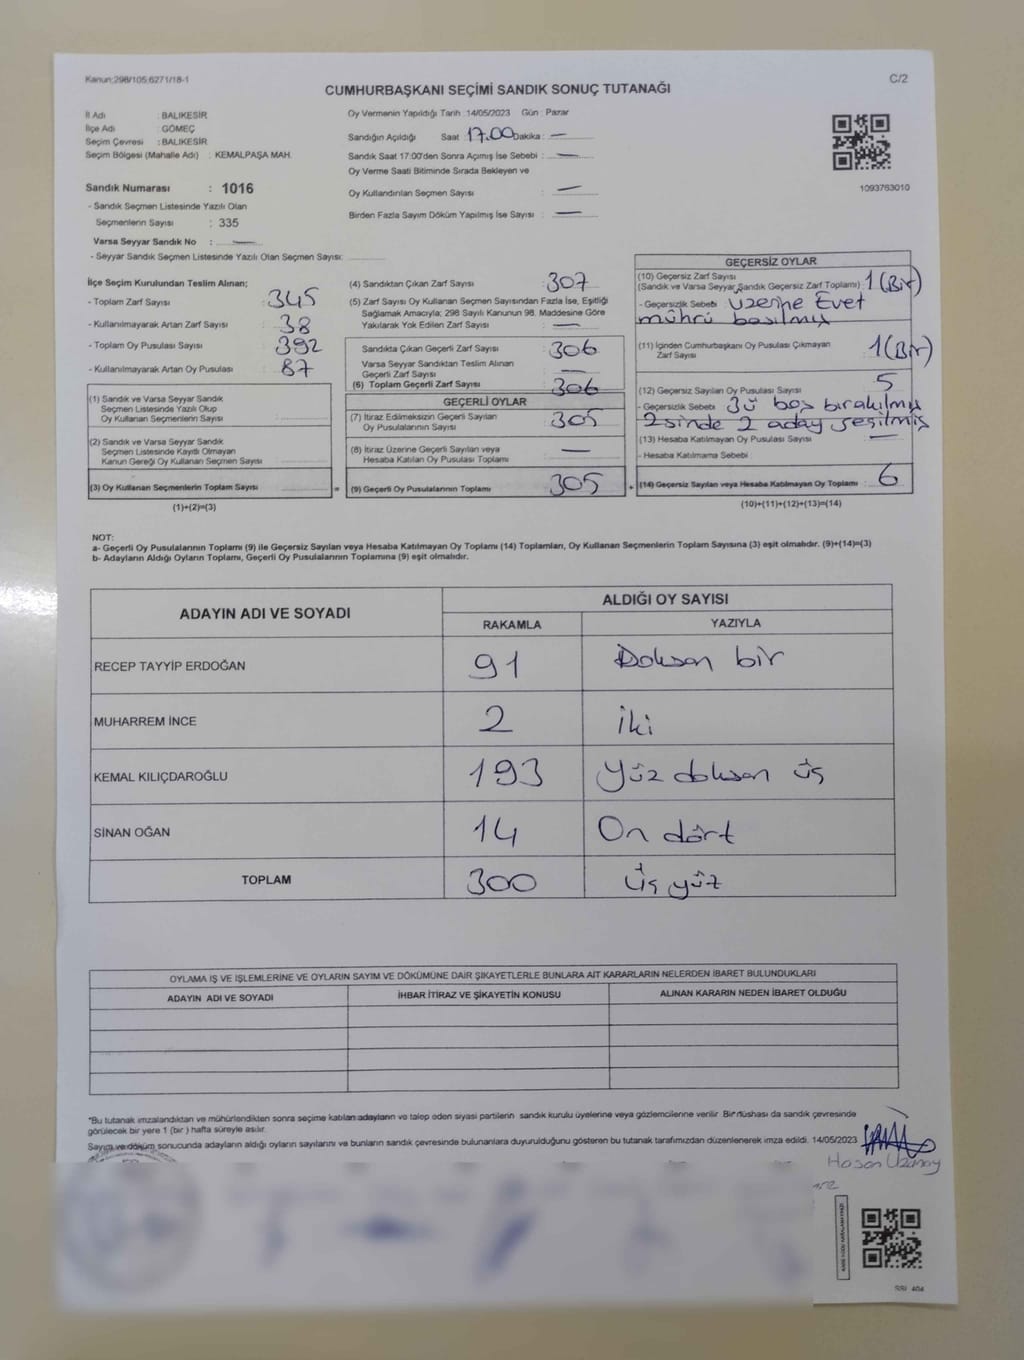 Kanun:298/105;6271/18-1
C/2
CUMHURBAŞKANI SEÇİMİ SANDIK SONUÇ TUTANAĞI
İl Adı : BALIKESİR
İlçe Adı : GÖMEÇ
Seçim Çevresi : BALIKESİR
Seçim Bölgesi (Mahalle Adı) : KEMALPAŞA MAH.
Sandık Numarası : 1016
- Sandık Seçmen Listesinde Yazılı Olan
Seçmenlerin Sayısı : 335
Varsa Seyyar Sandık No : —
- Seyyar Sandık Seçmen Listesinde Yazılı Olan Seçmen Sayısı:
Oy Vermenin Yapıldığı Tarih :14/05/2023 Gün : Pazar
Sandığın Açıldığı Saat 17.00 Dakika : —
Sandık Saat 17:00'den Sonra Açımış İse Sebebi : —
Oy Verme Saati Bitiminde Sırada Bekleyen ve
Oy Kullandırılan Seçmen Sayısı : —
Birden Fazla Sayım Döküm Yapılmış İse Sayısı : —
1093763010
İlçe Seçim Kurulundan Teslim Alınan;
- Toplam Zarf Sayısı : 345
- Kullanılmayarak Artan Zarf Sayısı : 38
- Toplam Oy Pusulası Sayısı : 392
- Kullanılmayarak Artan Oy Pusulası : 87
(1) Sandık ve Varsa Seyyar Sandık
Seçmen Listesinde Yazılı Olup
Oy Kullanan Seçmenlerin Sayısı
(2) Sandık ve Varsa Seyyar Sandık
Seçmen Listesinde Kayıtlı Olmayan
Kanun Gereği Oy Kullanan Seçmen Sayısı
(3) Oy Kullanan Seçmenlerin Toplam Sayısı
(1)+(2)=(3)
(4) Sandıktan Çıkan Zarf Sayısı : 307
(5) Zarf Sayısı Oy Kullanan Seçmen Sayısından Fazla İse, Eşitliği
Sağlamak Amacıyla; 298 Sayılı Kanunun 98. Maddesine Göre
Yakılarak Yok Edilen Zarf Sayısı : —
Sandıkta Çıkan Geçerli Zarf Sayısı : 306
Varsa Seyyar Sandıktan Teslim Alınan
Geçerli Zarf Sayısı : —
(6) Toplam Geçerli Zarf Sayısı : 306
GEÇERLİ OYLAR
(7) İtiraz Edilmeksizin Geçerli Sayılan
Oy Pusulalarının Sayısı : 305
(8) İtiraz Üzerine Geçerli Sayılan veya
Hesaba Katılan Oy Pusulası Toplamı : —
= (9) Geçerli Oy Pusulalarının Toplamı : 305
GEÇERSİZ OYLAR
(10) Geçersiz Zarf Sayısı
(Sandık ve Varsa Seyyar Sandık Geçersiz Zarf Toplamı) : 1 (Bir)
- Geçersizlik Sebebi üzerine Evet
mührü basılmış
(11) İçinden Cumhurbaşkanı Oy Pusulası Çıkmayan
Zarf Sayısı 1 (Bir)
(12) Geçersiz Sayılan Oy Pusulası Sayısı : 5
- Geçersizlik Sebebi 3ü boş bırakılmış
2sinde 2 aday seçilmiş
(13) Hesaba Katılmayan Oy Pusulası Sayısı : —
- Hesaba Katılmama Sebebi
+ (14) Geçersiz Sayılan veya Hesaba Katılmayan Oy Toplamı : 6
(10)+(11)+(12)+(13)=(14)
NOT:
a- Geçerli Oy Pusulalarının Toplamı (9) ile Geçersiz Sayılan veya Hesaba Katılmayan Oy Toplamı (14) Toplamları, Oy Kullanan Seçmenlerin Toplam Sayısına (3) eşit olmalıdır. (9)+(14)=(3)
b- Adayların Aldığı Oyların Toplamı, Geçerli Oy Pusulalarının Toplamına (9) eşit olmalıdır.
ADAYIN ADI VE SOYADI ALDIĞI OY SAYISI
RAKAMLA YAZIYLA
RECEP TAYYİP ERDOĞAN 91 Doksan bir
MUHARREM İNCE 2 İki
KEMAL KILIÇDAROĞLU 193 Yüz doksan üç
SİNAN OĞAN 14 On dört
TOPLAM 300 üç yüz
OYLAMA İŞ VE İŞLEMLERİNE VE OYLARIN SAYIM VE DÖKÜMÜNE DAİR ŞİKAYETLERLE BUNLARA AİT KARARLARIN NELERDEN İBARET BULUNDUKLARI
ADAYIN ADI VE SOYADI İHBAR İTİRAZ VE ŞİKAYETİN KONUSU ALINAN KARARIN NEDEN İBARET OLDUĞU
"Bu tutanak imzalandıktan ve mühürlendikten sonra seçime katılan adayların ve talep eden siyasi partilerin sandık kurulu üyelerine veya gözlemcilerine verilir. Bir nüshası da sandık çevresinde
görülecek bir yere 1 (bir) hafta süreyle asılır.
Sayım ve döküm sonucunda adayların aldığı oyların sayılarını ve bunların sandık çevresinde bulunanlara duyurulduğunu gösteren bu tutanak tarafımızdan düzenlenerek imza edildi. 14/05/2023
Hasan